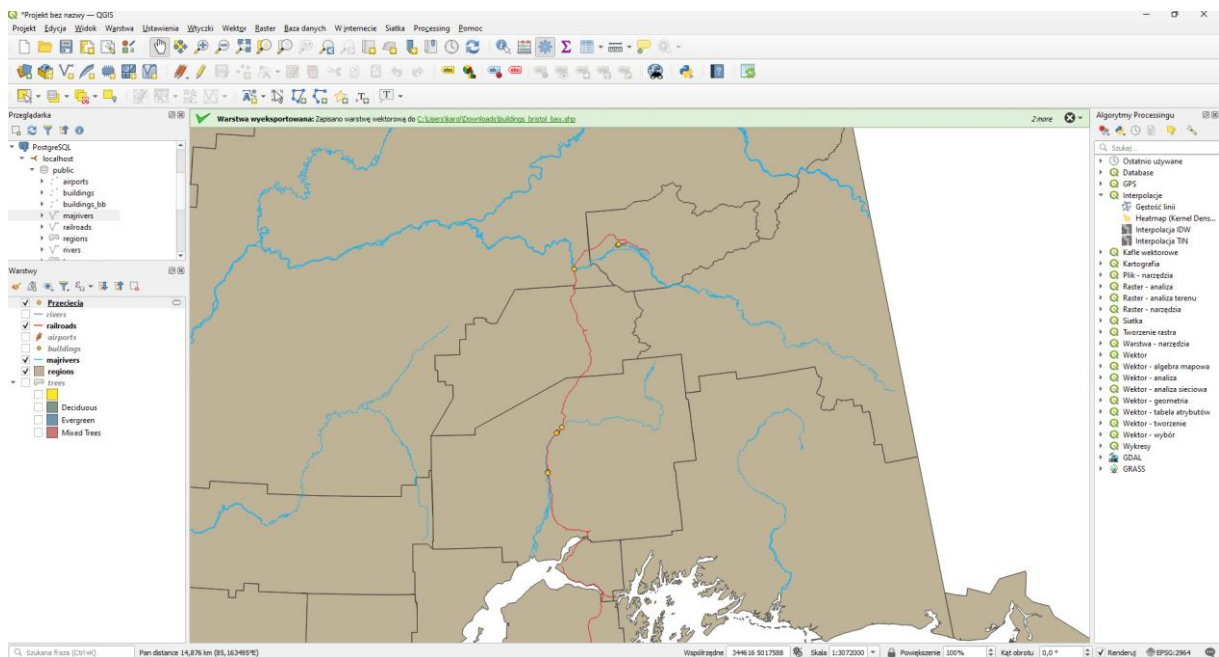 *Projekt bez nazwy — QGIS
Projekt Edycja Widok Warstwa Ustawienia Wtyczki Wektor Raster Baza danych W internecie Siatka Processing Pomoc
Przeglądarka
PostgreSQL
localhost
public
airports
buildings
buildings_bb
majrivers
railroads
regions
rivers
Warstwy
Przecięcia
rivers
railroads
airports
buildings
majrivers
regions
trees
Deciduous
Evergreen
Mixed Trees
Warstwa wyeksportowana: Zapisano warstwę wektorową do C:\Users\karol\Downloads\buildings_bristol_bay.shp
2 more
Algorytmy Processingu
Szukaj...
Ostatnio używane
Database
GPS
Interpolacje
Gęstość linii
Heatmap (Kernel Dens...
Interpolacja IDW
Interpolacja TIN
Kafle wektorowe
Kartografia
Plik - narzędzia
Raster - analiza
Raster - analiza terenu
Raster - narzędzia
Siatka
Tworzenie rastra
Warstwa - narzędzia
Wektor
Wektor - algebra mapowa
Wektor - analiza
Wektor - analiza sieciowa
Wektor - geometria
Wektor - tabela atrybutów
Wektor - tworzenie
Wektor - wybór
Wykresy
GDAL
GRASS
Szukana fraza (Ctrl+K) Pan distance 14,876 km (85,163495°E) Współrzędne 344616 5017588 Skala 1:3072000 Powiększenie 100% Kąt obrotu 0,0 ° Renderuj EPSG:2964